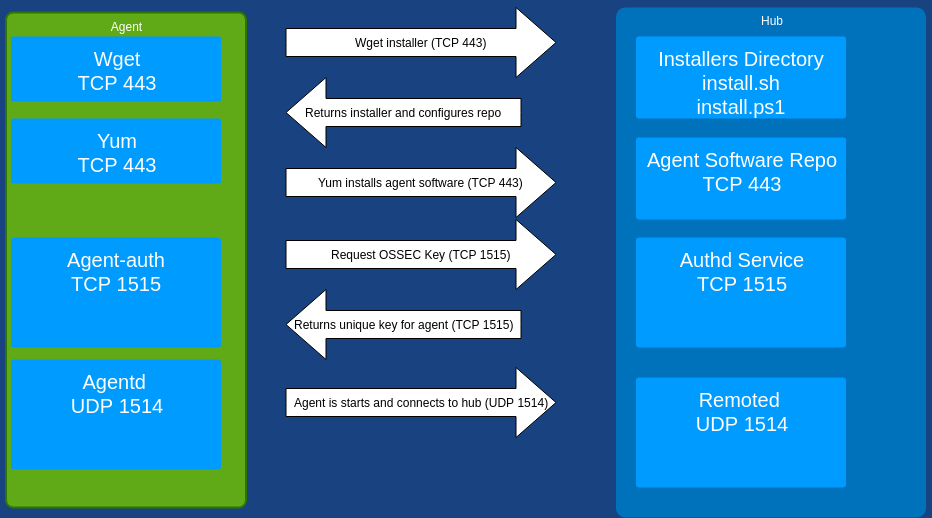 Agent
Wget
TCP 443
Yum
TCP 443
Agent-auth
TCP 1515
Agentd
UDP 1514
Wget installer (TCP 443)
Returns installer and configures repo
Yum installs agent software (TCP 443)
Request OSSEC Key (TCP 1515)
Returns unique key for agent (TCP 1515)
Agent is starts and connects to hub (UDP 1514)
Hub
Installers Directory
install.sh
install.ps1
Agent Software Repo
TCP 443
Authd Service
TCP 1515
Remoted
UDP 1514